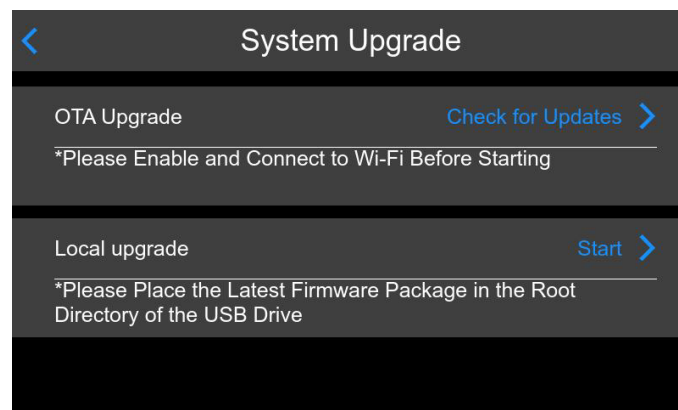 System Upgrade
OTA Upgrade
Check for Updates
*Please Enable and Connect to Wi-Fi Before Starting
Local upgrade
Start
*Please Place the Latest Firmware Package in the Root
Directory of the USB Drive